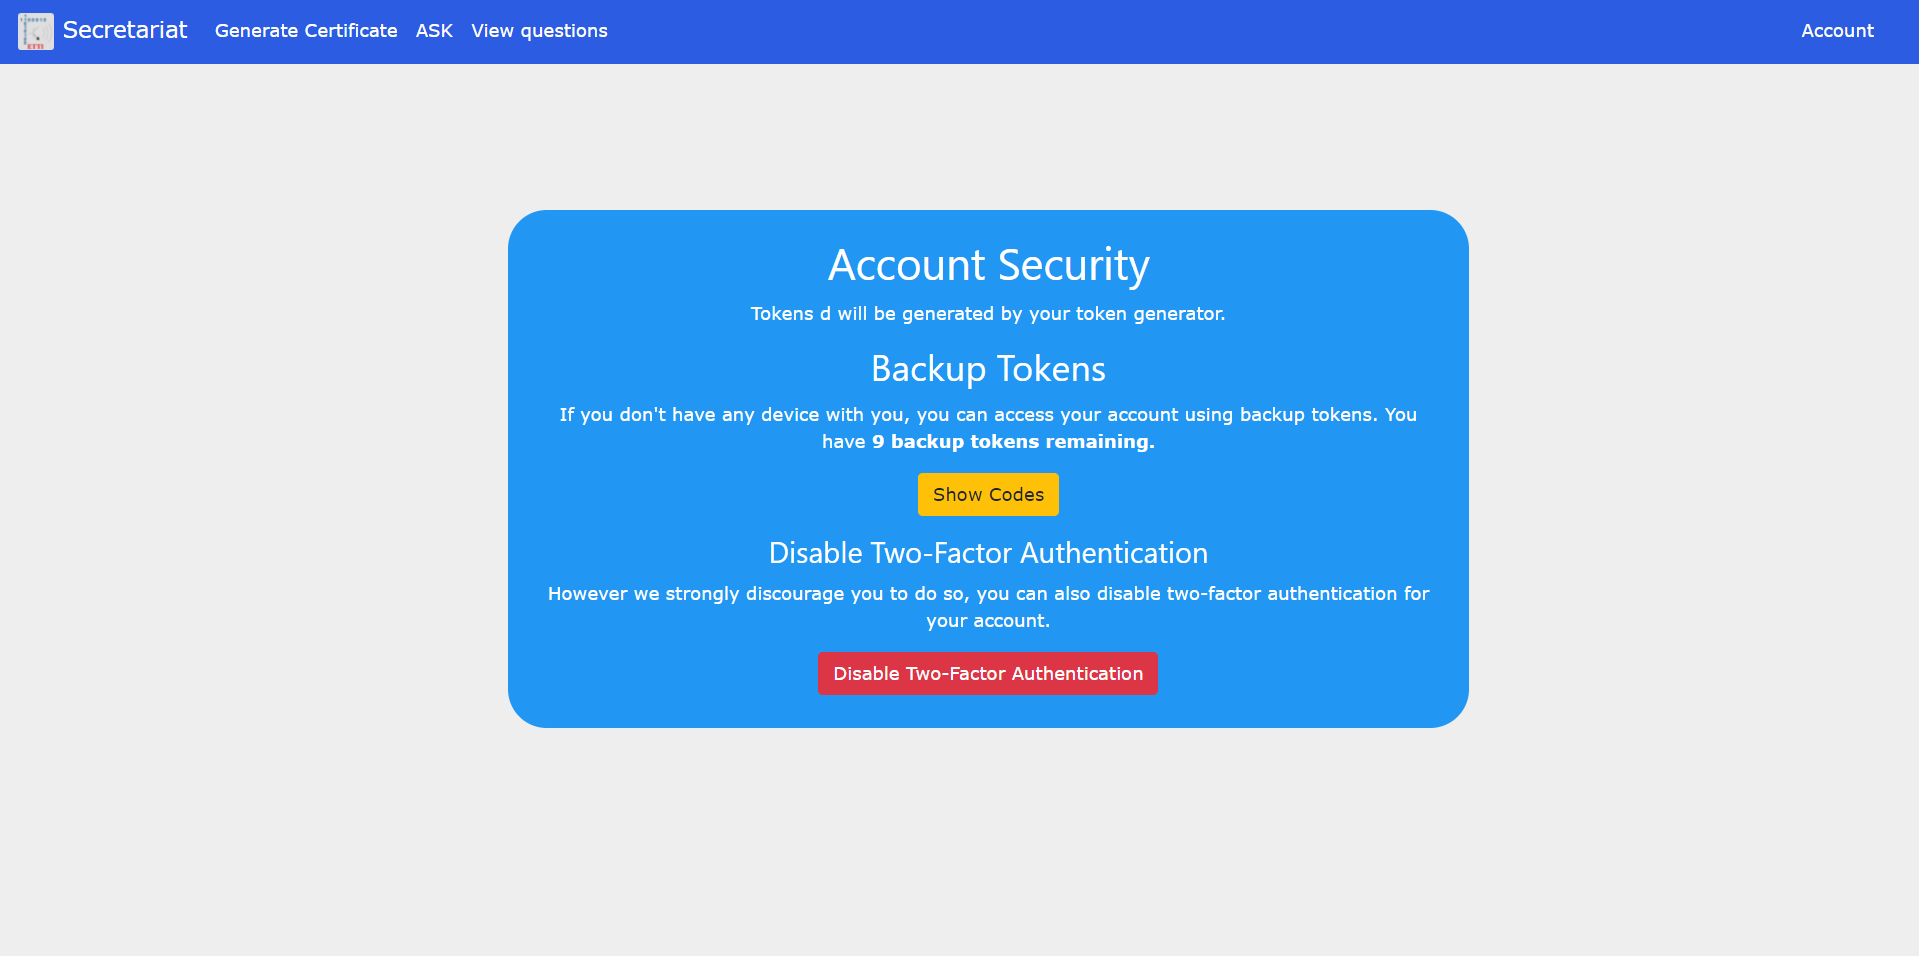 Secretariat Generate Certificate ASK View questions Account
Account Security
Tokens d will be generated by your token generator.
Backup Tokens
If you don't have any device with you, you can access your account using backup tokens. You
have 9 backup tokens remaining.
Show Codes
Disable Two-Factor Authentication
However we strongly discourage you to do so, you can also disable two-factor authentication for
your account.
Disable Two-Factor Authentication